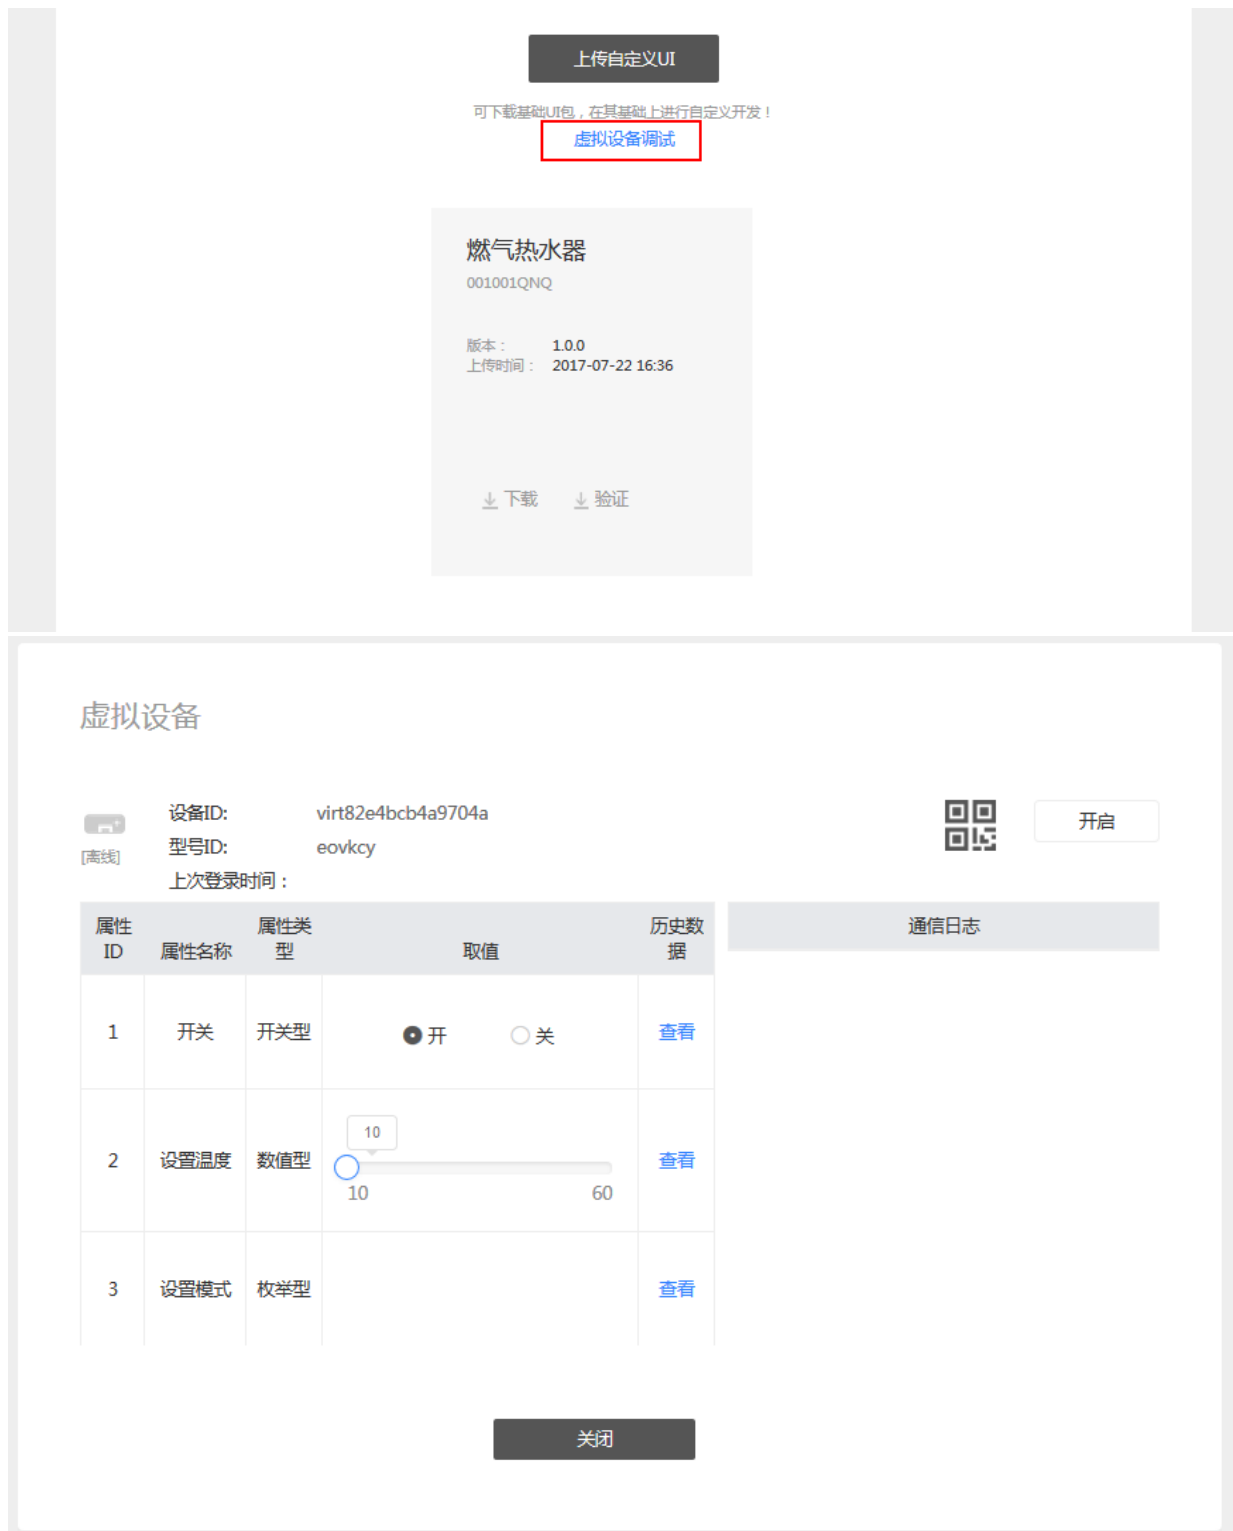 上传自定义UI
可下载基础UI包，在其基础上进行自定义开发！
虚拟设备调试
燃气热水器
001001QNQ
版本： 1.0.0
上传时间： 2017-07-22 16:36
下载 验证
虚拟设备
设备ID: virt82e4bcb4a9704a
开启
[离线]
型号ID: eovkcy
上次登录时间：
属性ID 属性名称 属性类型 取值 历史数据 通信日志
1 开关 开关型 开 关 查看
10
2 设置温度 数值型 查看
10 60
3 设置模式 枚举型 查看
关闭